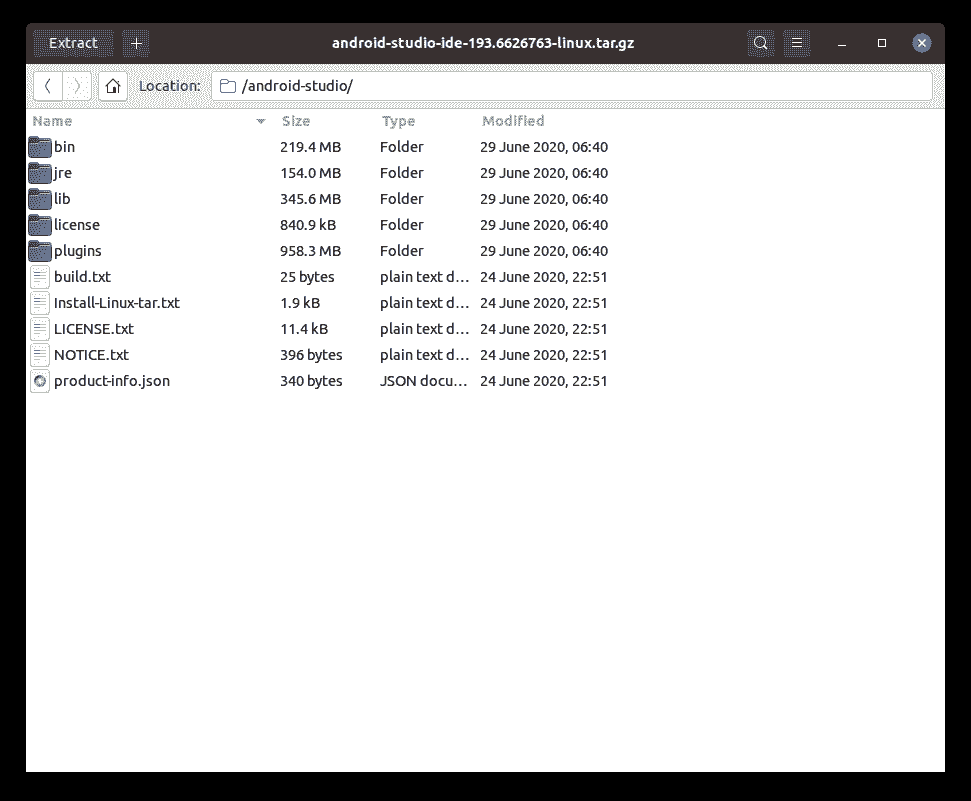 Extract + android-studio-ide-193.6626763-linux.tar.gz
Location: /android-studio/
Name Size Type Modified
bin 219.4 MB Folder 29 June 2020, 06:40
jre 154.0 MB Folder 29 June 2020, 06:40
lib 345.6 MB Folder 29 June 2020, 06:40
license 840.9 kB Folder 29 June 2020, 06:40
plugins 958.3 MB Folder 29 June 2020, 06:40
build.txt 25 bytes plain text d… 24 June 2020, 22:51
Install-Linux-tar.txt 1.9 kB plain text d… 24 June 2020, 22:51
LICENSE.txt 11.4 kB plain text d… 24 June 2020, 22:51
NOTICE.txt 396 bytes plain text d… 24 June 2020, 22:51
product-info.json 340 bytes JSON docu… 24 June 2020, 22:51